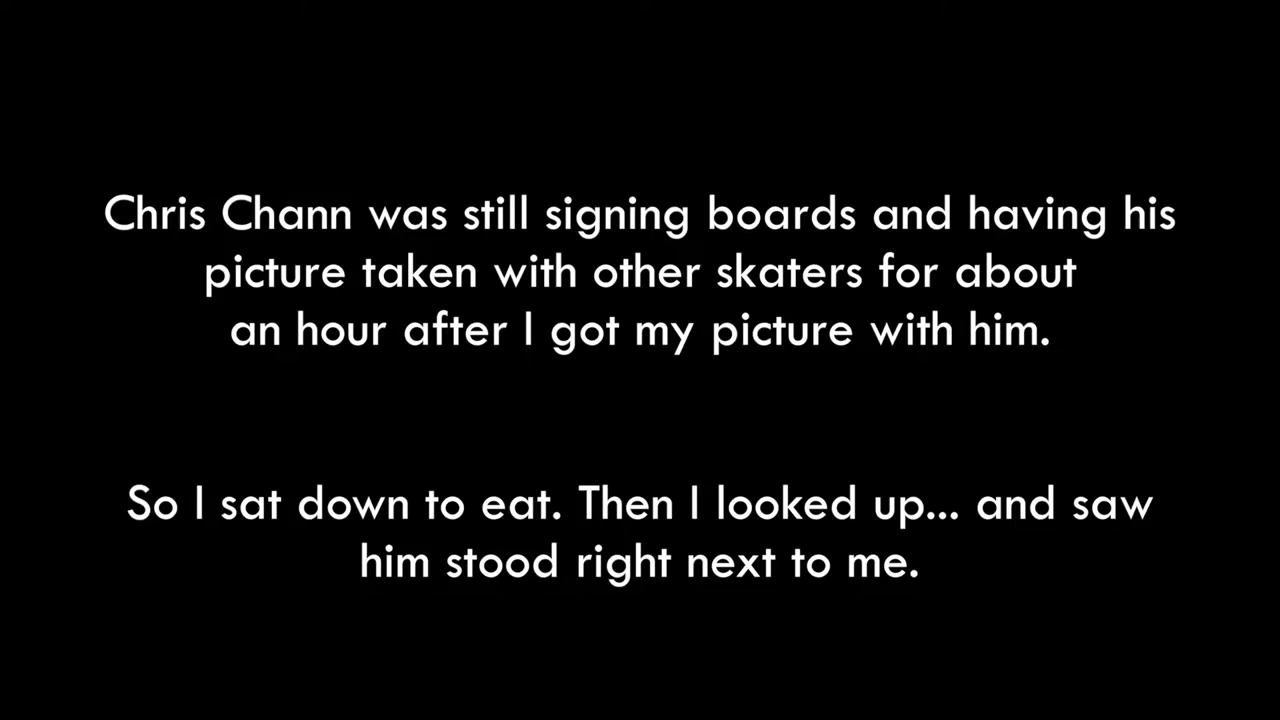 Chris Chann was still signing boards and having his
picture taken with other skaters for about
an hour after I got my picture with him.
So I sat down to eat. Then I looked up... and saw
him stood right next to me.